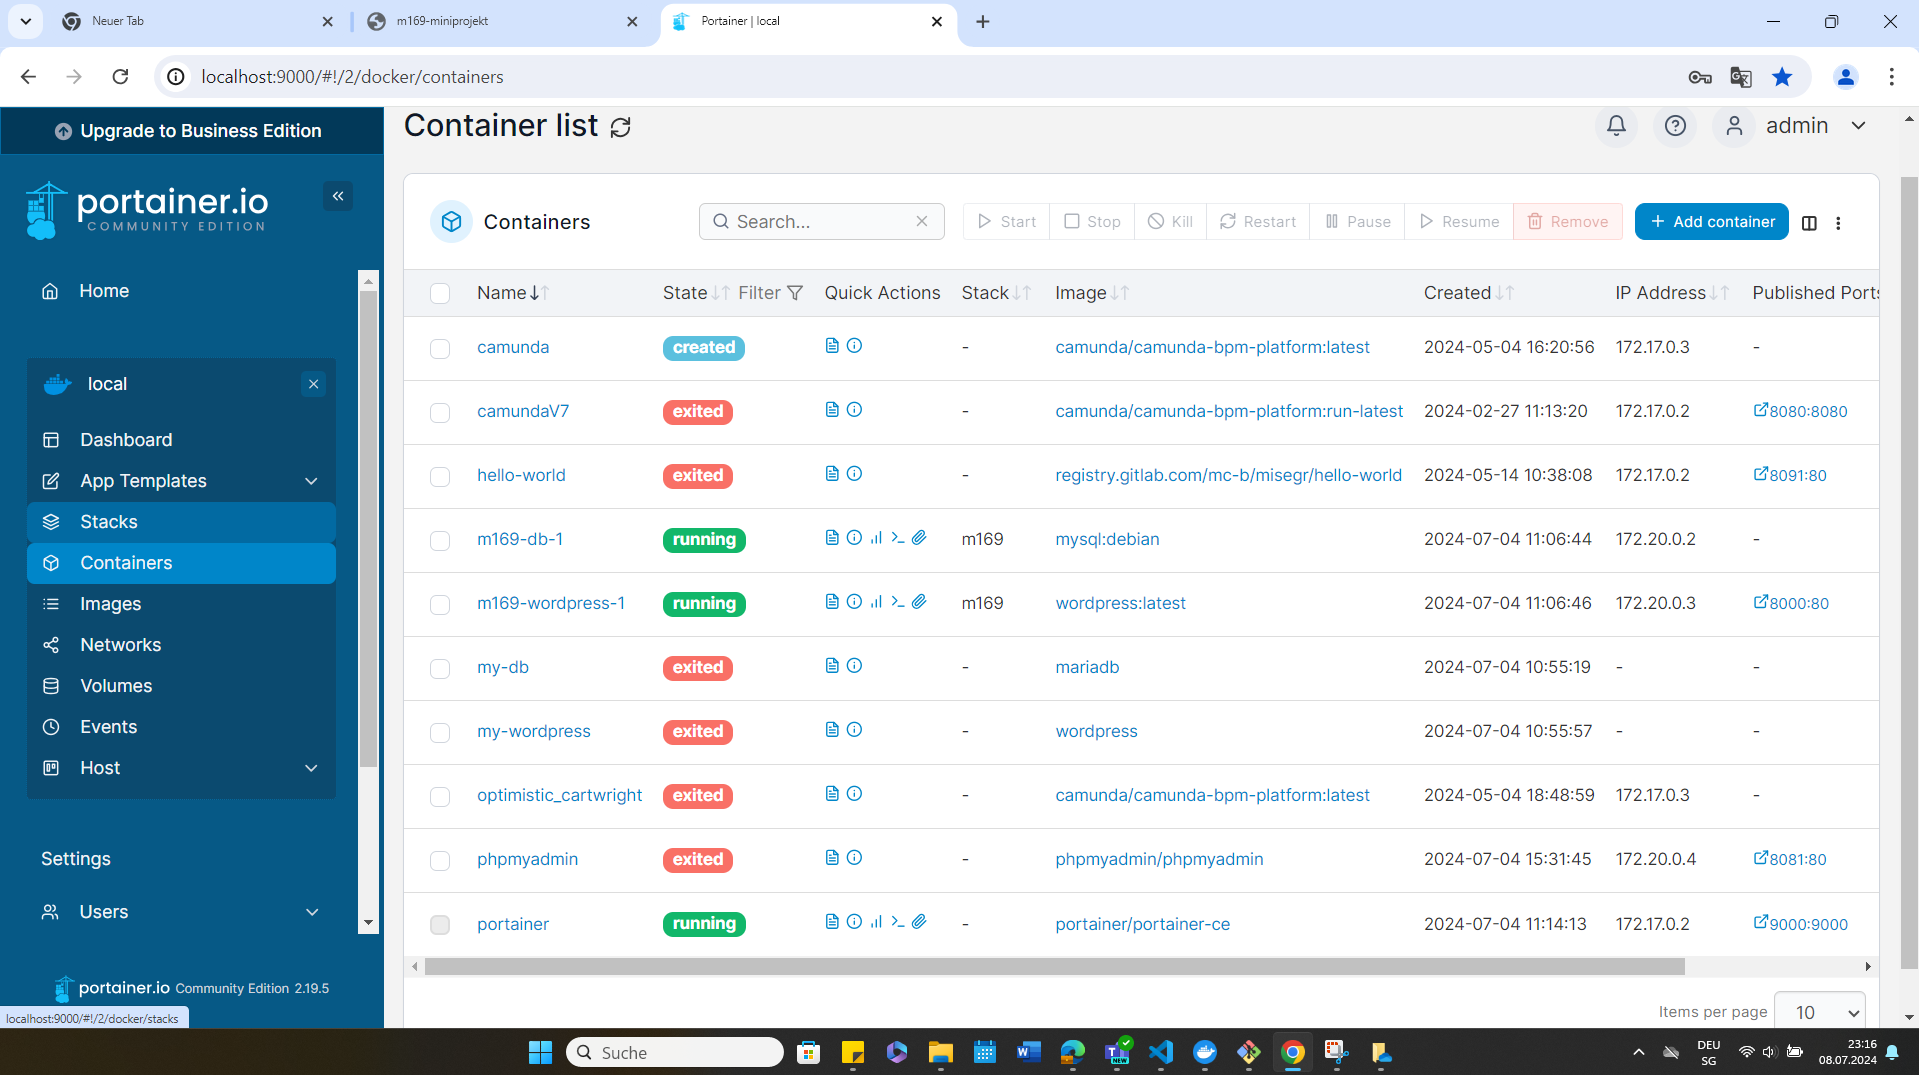 Neuer Tab
m169-miniprojekt
Portainer | local
localhost:9000/#!/2/docker/containers
Upgrade to Business Edition
portainer.io
COMMUNITY EDITION
Home
local
Dashboard
App Templates
Stacks
Containers
Images
Networks
Volumes
Events
Host
Settings
Users
portainer.io Community Edition 2.19.5
localhost:9000/#!/2/docker/stacks
Container list
admin
Containers
Search...
Start Stop Kill Restart Pause Resume Remove
+ Add container
Name State Filter Quick Actions Stack Image Created IP Address Published Ports
camunda created - camunda/camunda-bpm-platform:latest 2024-05-04 16:20:56 172.17.0.3 -
camundaV7 exited - camunda/camunda-bpm-platform:run-latest 2024-02-27 11:13:20 172.17.0.2 8080:8080
hello-world exited - registry.gitlab.com/mc-b/misegr/hello-world 2024-05-14 10:38:08 172.17.0.2 8091:80
m169-db-1 running m169 mysql:debian 2024-07-04 11:06:44 172.20.0.2 -
m169-wordpress-1 running m169 wordpress:latest 2024-07-04 11:06:46 172.20.0.3 8000:80
my-db exited - mariadb 2024-07-04 10:55:19 - -
my-wordpress exited - wordpress 2024-07-04 10:55:57 - -
optimistic_cartwright exited - camunda/camunda-bpm-platform:latest 2024-05-04 18:48:59 172.17.0.3 -
phpmyadmin exited - phpmyadmin/phpmyadmin 2024-07-04 15:31:45 172.20.0.4 8081:80
portainer running - portainer/portainer-ce 2024-07-04 11:14:13 172.17.0.2 9000:9000
Items per page 10
Suche
NEW
DEU
SG
23:16
08.07.2024